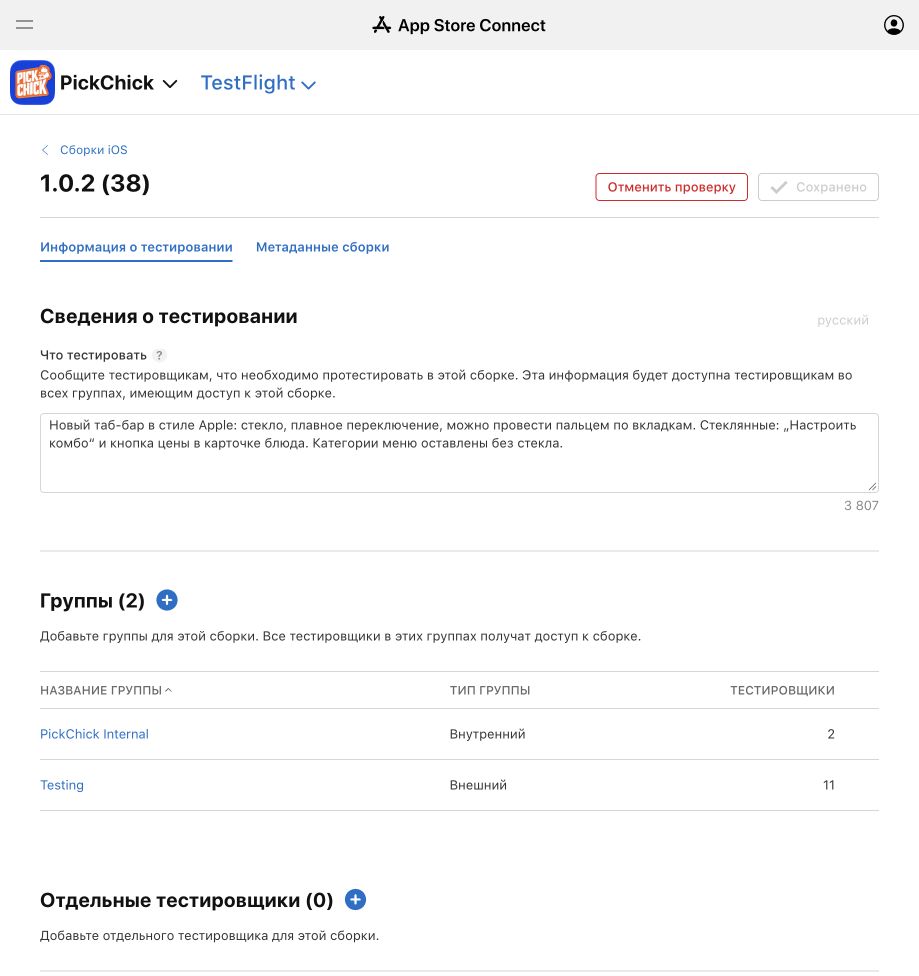 App Store Connect
PICK
CHICK
PickChick
TestFlight
Сборки iOS
1.0.2 (38)
Отменить проверку
Сохранено
Информация о тестировании
Метаданные сборки
Сведения о тестировании
русский
Что тестировать ?
Сообщите тестировщикам, что необходимо протестировать в этой сборке. Эта информация будет доступна тестировщикам во
всех группах, имеющим доступ к этой сборке.
Новый таб-бар в стиле Apple: стекло, плавное переключение, можно провести пальцем по вкладкам. Стеклянные: „Настроить
комбо“ и кнопка цены в карточке блюда. Категории меню оставлены без стекла.
3 807
Группы (2)
Добавьте группы для этой сборки. Все тестировщики в этих группах получат доступ к сборке.
НАЗВАНИЕ ГРУППЫ ТИП ГРУППЫ ТЕСТИРОВЩИКИ
PickChick Internal Внутренний 2
Testing Внешний 11
Отдельные тестировщики (0)
Добавьте отдельного тестировщика для этой сборки.